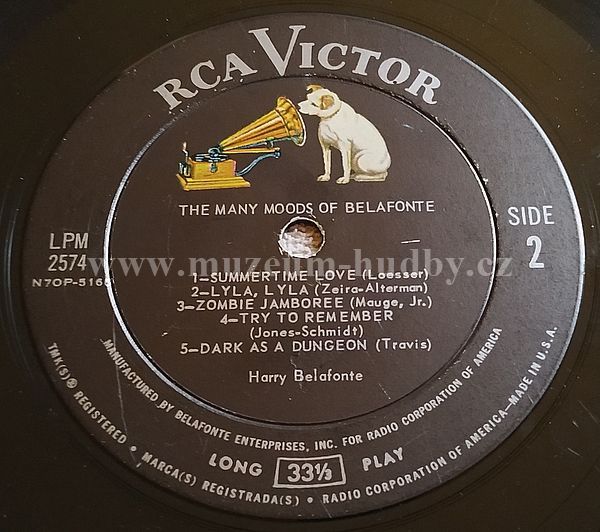 RCA VICTOR
THE MANY MOODS OF BELAFONTE
LPM
2574
N7OP-5165
SIDE
2
www.muzeum-hudby.cz
1–SUMMERTIME LOVE (Loesser)
2–LYLA, LYLA (Zeira-Alterman)
3–ZOMBIE JAMBOREE (Mauge, Jr.)
4–TRY TO REMEMBER
(Jones-Schmidt)
5–DARK AS A DUNGEON (Travis)
Harry Belafonte
MANUFACTURED BY BELAFONTE ENTERPRISES, INC. FOR RADIO CORPORATION OF AMERICA
LONG 33⅓ PLAY
TMK(S) ® REGISTERED • MARCA(S) REGISTRADA(S) • RADIO CORPORATION OF AMERICA—MADE IN U.S.A.